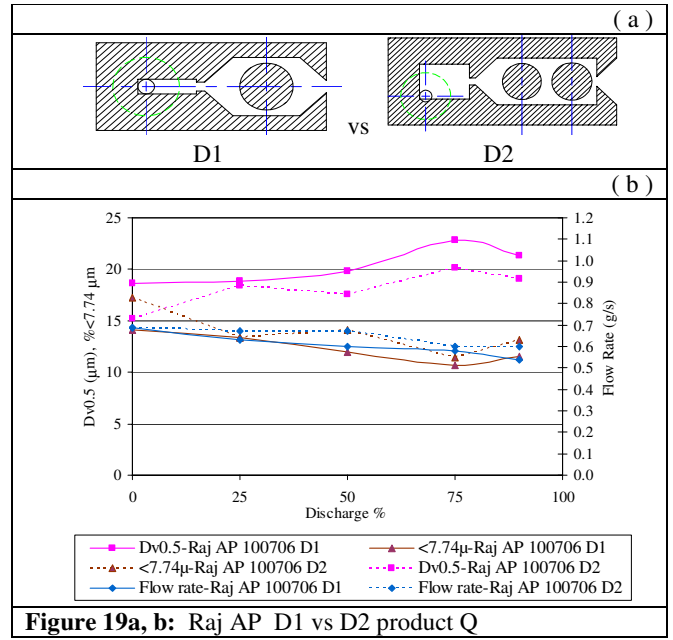 ( a )
D1
vs
D2
( b )
Dv0.5 (μm), %<7.74 μm
25
20
15
10
5
0
1.2
1.1
1.0
0.9
0.8
0.7
0.6
0.5
0.4
0.3
0.2
0.1
0.0
Flow Rate (g/s)
0 25 50 75 100
Discharge %
Dv0.5-Raj AP 100706 D1 <7.74μ-Raj AP 100706 D1
<7.74μ-Raj AP 100706 D2 Dv0.5-Raj AP 100706 D2
Flow rate-Raj AP 100706 D1 Flow rate-Raj AP 100706 D2
Figure 19a, b: Raj AP D1 vs D2 product Q